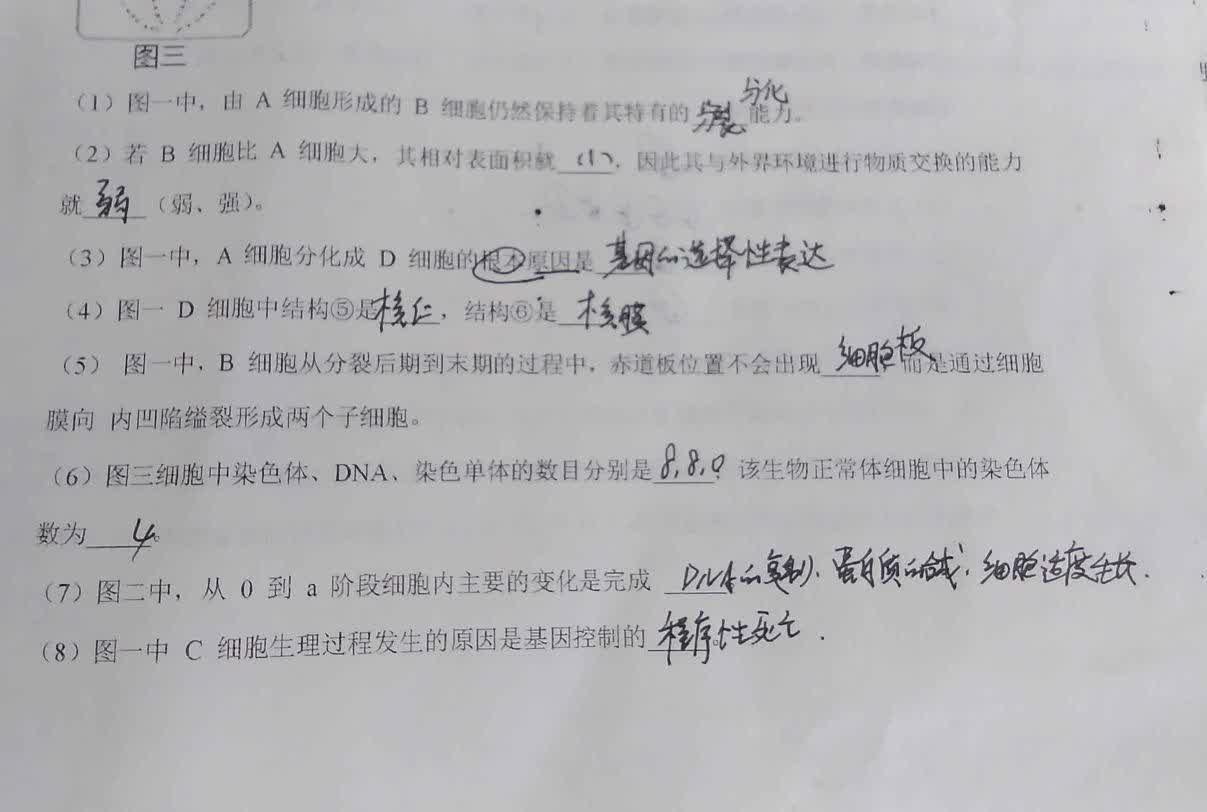 图三
(1)图一中，由 A 细胞形成的 B 细胞仍然保持着其特有的 分裂 分化 能力。
(2)若 B 细胞比 A 细胞大，其相对表面积就 小，因此其与外界环境进行物质交换的能力
就 弱 (弱、强)。
(3)图一中，A 细胞分化成 D 细胞的根本原因是 基因的选择性表达
(4)图一 D 细胞中结构⑤是核仁，结构⑥是 核膜
(5) 图一中，B 细胞从分裂后期到末期的过程中，赤道板位置不会出现 细胞板 而是通过细胞
膜向 内凹陷缢裂形成两个子细胞。
(6)图三细胞中染色体、DNA、染色单体的数目分别是 8,8,0，该生物正常体细胞中的染色体
数为 4。
(7)图二中，从 0 到 a 阶段细胞内主要的变化是完成 DNA的复制、蛋白质的合成，细胞适度生长.
(8)图一中 C 细胞生理过程发生的原因是基因控制的 程序性死亡.